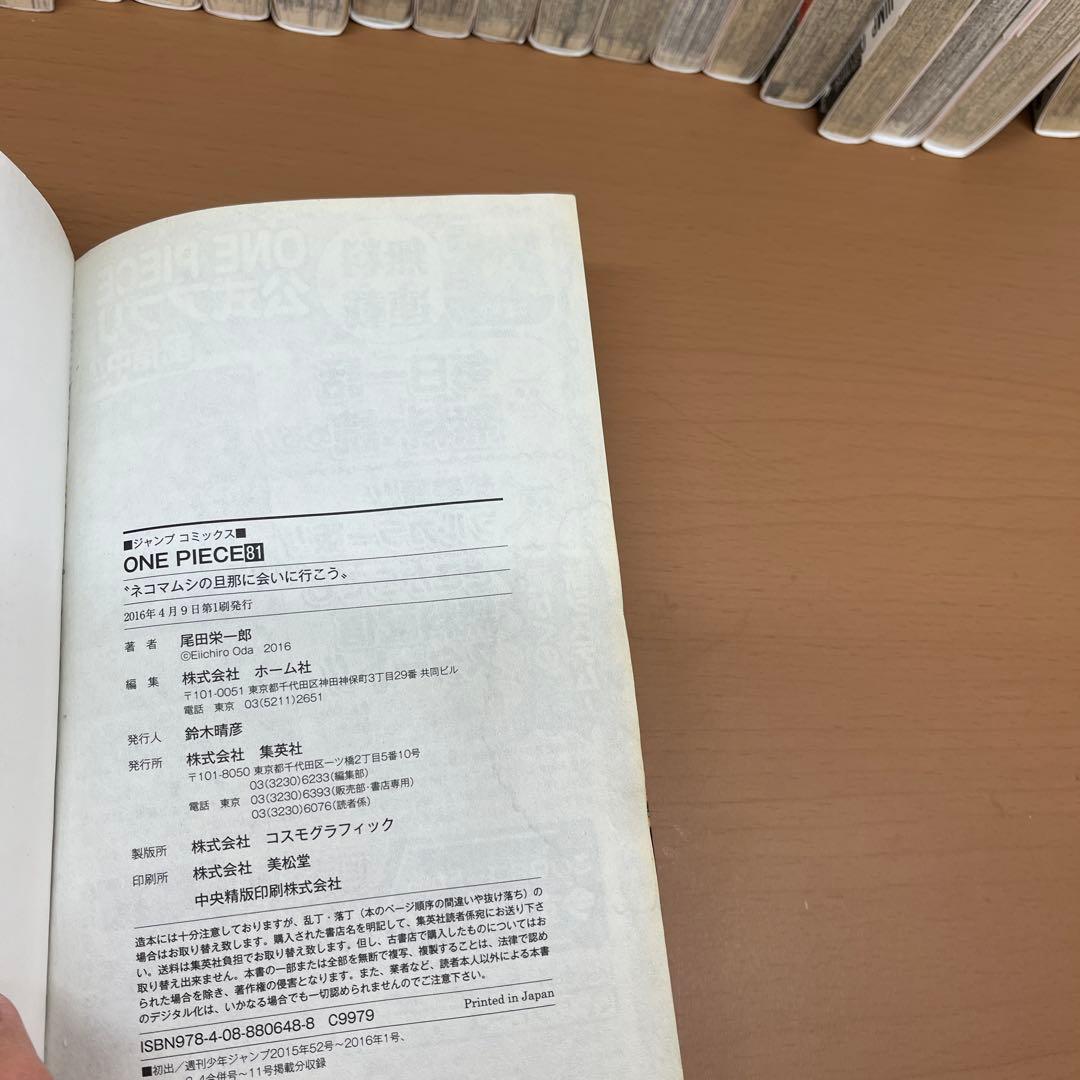 ■ジャンプ コミックス■
ONE PIECE 81
〝ネコマムシの旦那に会いに行こう〟
2016年4月9日第1刷発行
著者 尾田栄一郎
©Eiichiro Oda 2016
編集 株式会社 ホーム社
〒101-0051 東京都千代田区神田神保町3丁目29番 共同ビル
電話 東京 03(5211)2651
発行人 鈴木晴彦
発行所 株式会社 集英社
〒101-8050 東京都千代田区一ツ橋2丁目5番10号
03(3230)6233(編集部)
電話 東京 03(3230)6393(販売部・書店専用)
03(3230)6076(読者係)
製版所 株式会社 コスモグラフィック
印刷所 株式会社 美松堂
中央精版印刷株式会社
造本には十分注意しておりますが、乱丁・落丁(本のページ順序の間違いや抜け落ち)の
場合はお取り替え致します。購入された書店名を明記して、集英社読者係宛にお送り下さ
い。送料は集英社負担でお取り替え致します。但し、古書店で購入したものについてはお
取り替え出来ません。本書の一部または全部を無断で複写、複製することは、法律で認め
られた場合を除き、著作権の侵害となります。また、業者など、読者本人以外による本書
のデジタル化は、いかなる場合でも一切認められませんのでご注意下さい。
Printed in Japan
ISBN978-4-08-880648-8 C9979
■初出/週刊少年ジャンプ2015年52号～2016年1号、
4合併号～11号掲載分収録